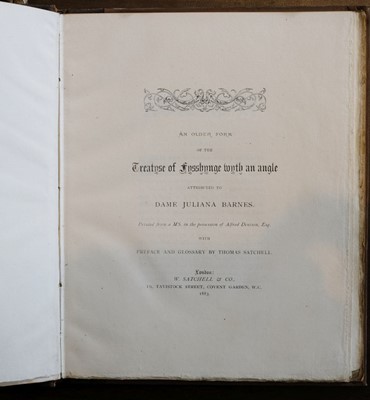 AN OLDER FORM
OF THE
Treatyse of Fysshynge wyth an angle
ATTRIBUTED TO
DAME JULIANA BARNES.
Printed from a MS. in the possession of Alfred Denison, Esq.
WITH
PREFACE AND GLOSSARY BY THOMAS SATCHELL.
London:
W. SATCHELL & CO.
19, TAVISTOCK STREET, COVENT GARDEN, W.C.
1883